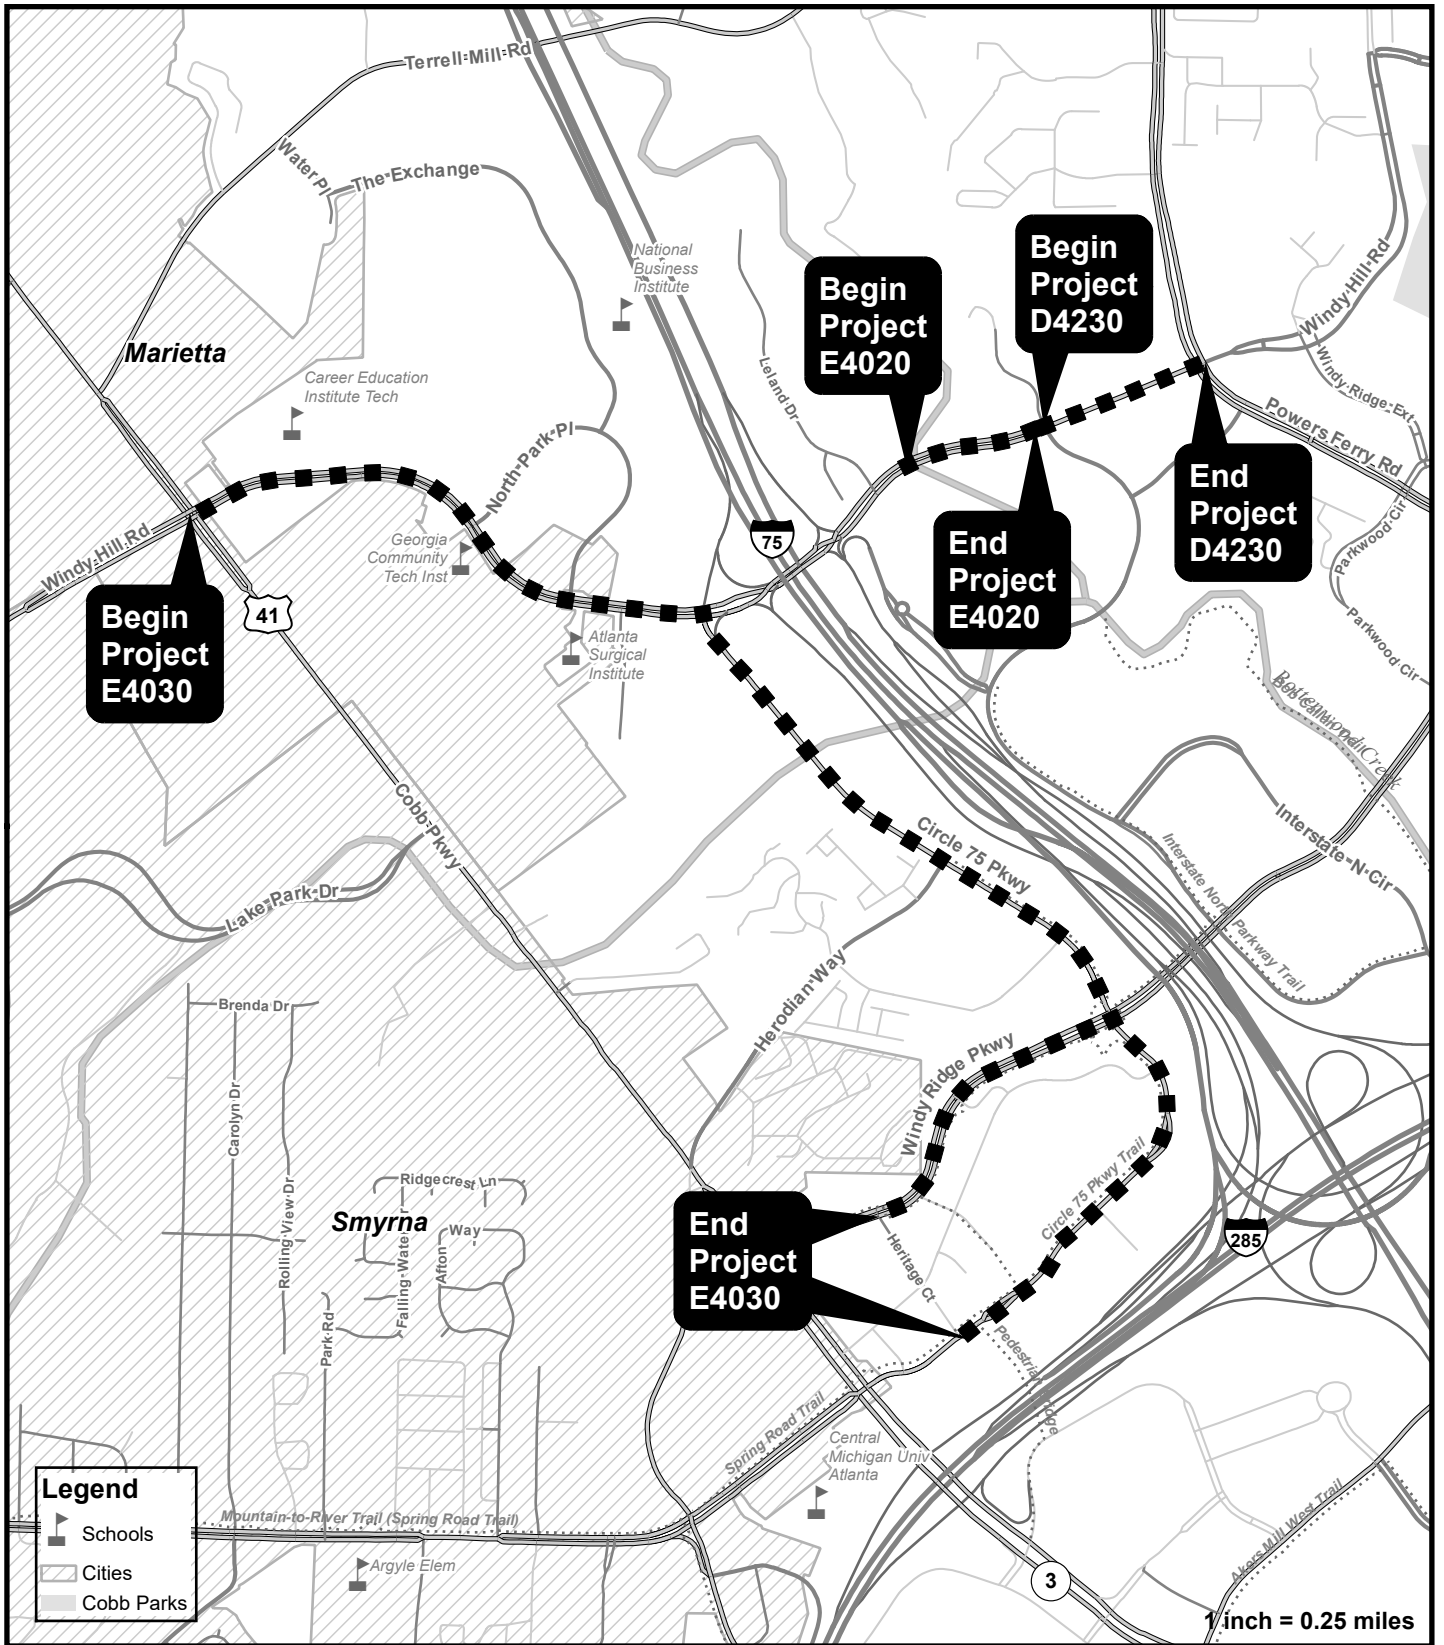 Terrell Mill Rd
Water Pl
The Exchange
National
Business
Institute
Begin
Project
D4230
Begin
Project
E4020
Windy Hill Rd
Marietta
Career Education
Institute Tech
Leland Dr
Windy Ridge Ext
Powers Ferry Rd
North Park Pl
End
Project
D4230
75
Georgia
Community
Tech Inst
Windy Hill Rd
End
Project
E4020
Parkwood Cir
Begin
Project
E4030
41
Atlanta
Surgical
Institute
Parkwood Cir
Bob Callan Trail
Rottenwood Creek
Cobb Pkwy
Circle 75 Pkwy
Interstate N Cir
Interstate North Parkway Trail
Lake Park Dr
Herodian Way
Brenda Dr
Carolyn Dr
Rolling View Dr
Windy Ridge Pkwy
Circle 75 Pkwy Trail
Ridgecrest Ln
Smyrna
Falling Water
Way
Afton
End
Project
E4030
Heritage Ct
285
Park Rd
Pedestrian Bridge
Spring Road Trail
Central
Michigan Univ
Atlanta
Legend
Schools
Cities
Cobb Parks
Mountain-to-River Trail (Spring Road Trail)
Argyle Elem
Akers Mill West Trail
3
1 inch = 0.25 miles